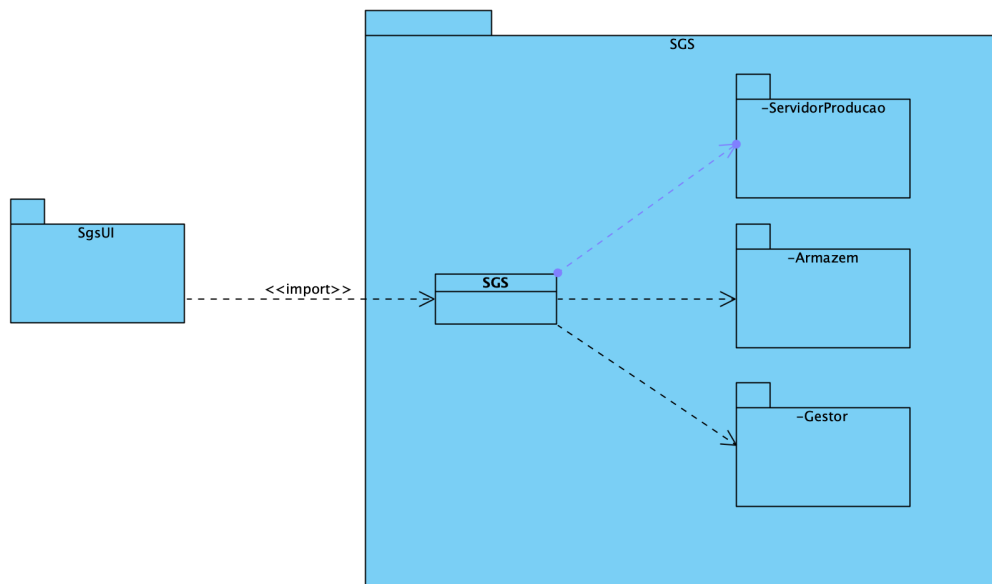 SGS
-ServidorProducao
SgsUI
-Armazem
<<import>>
SGS
-Gestor